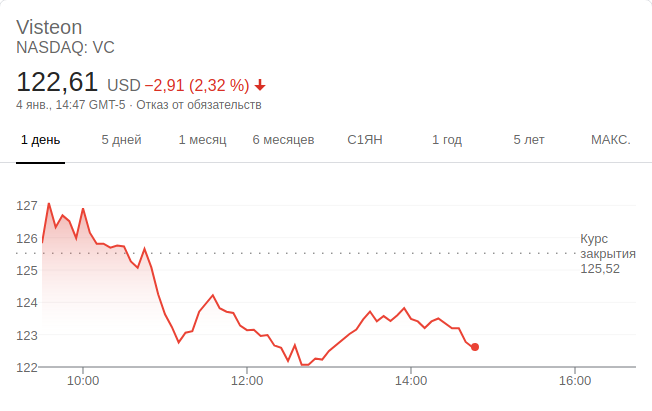 Visteon
NASDAQ: VC
122,61 USD −2,91 (2,32 %)
4 янв., 14:47 GMT-5 · Отказ от обязательств
1 день 5 дней 1 месяц 6 месяцев С1ЯН 1 год 5 лет МАКС.
127
126
125
124
123
122
Курс
закрытия
125,52
10:00 12:00 14:00 16:00